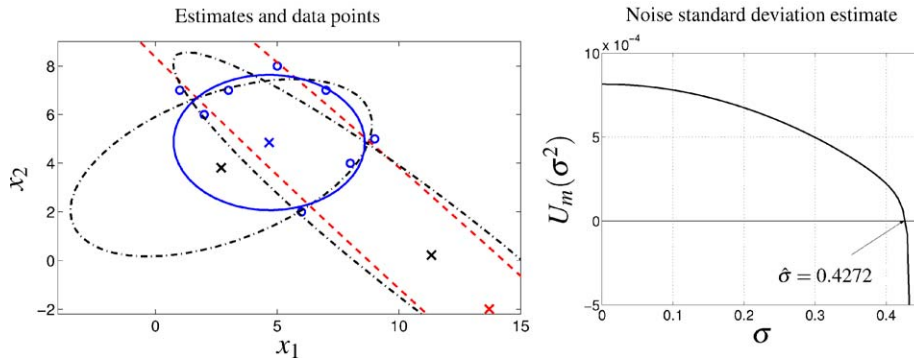 Estimates and data points
8
6
4
2
0
−2
x₂
0
5
10
15
x₁
Noise standard deviation estimate
× 10⁻⁴
10
5
0
−5
Uₘ(σ²)
σ̂ = 0.4272
0
0.1
0.2
0.3
0.4
σ